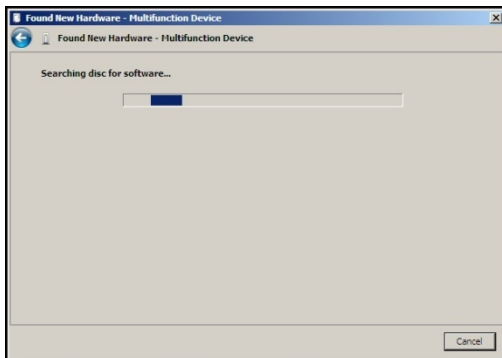 Found New Hardware - Multifunction Device
Found New Hardware - Multifunction Device
Searching disc for software...
Cancel